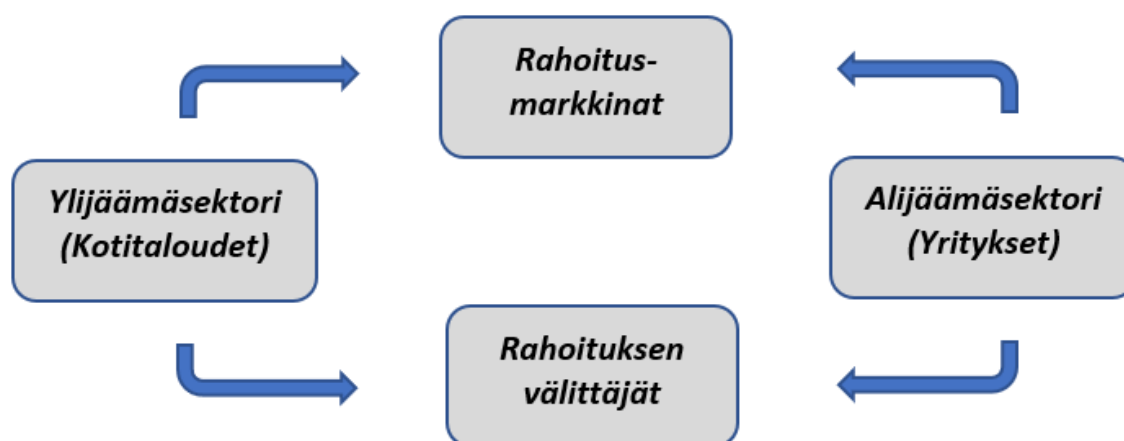 Rahoitus-
markkinat
Ylijäämäsektori
(Kotitaloudet)
Alijäämäsektori
(Yritykset)
Rahoituksen
välittäjät